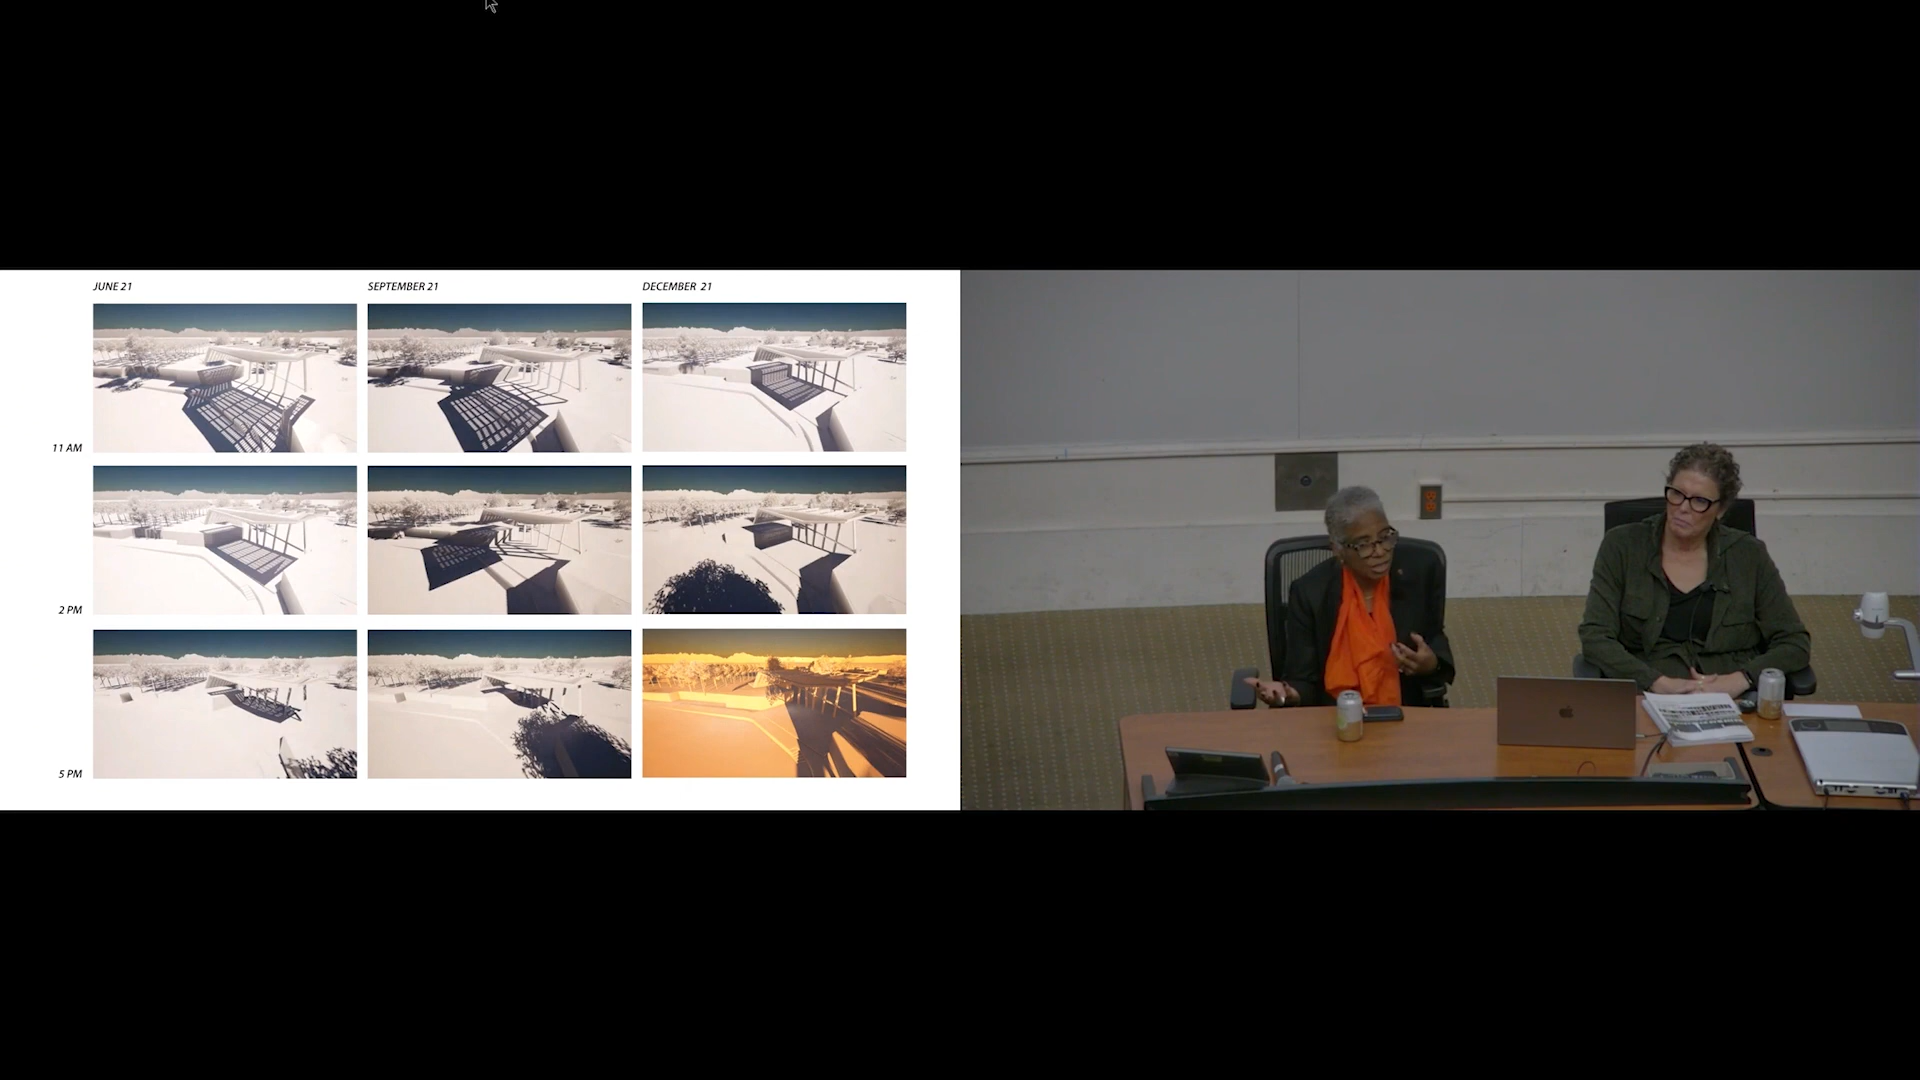 JUNE 21
SEPTEMBER 21
DECEMBER 21
11 AM
2 PM
5 PM